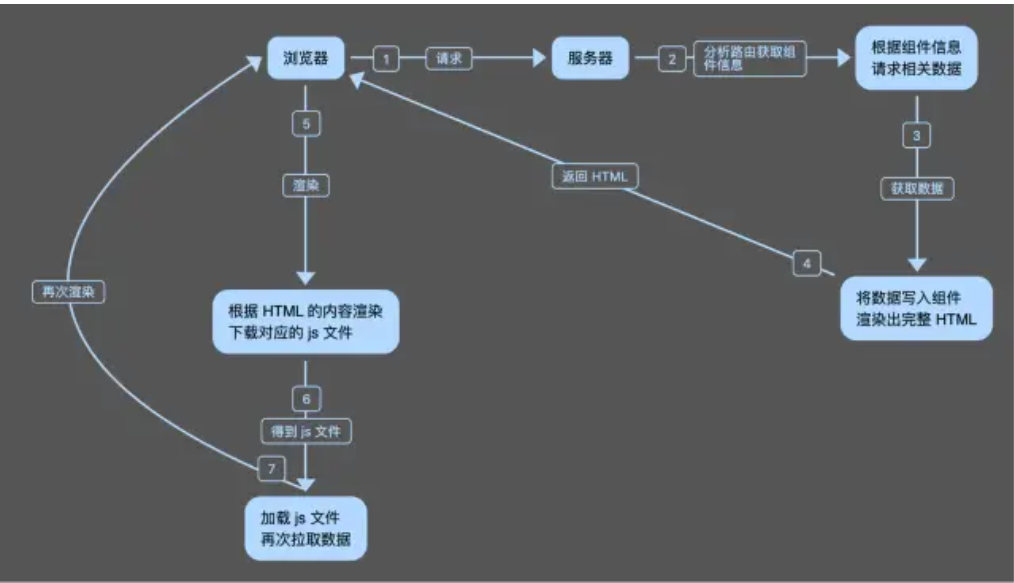 浏览器
1
请求
服务器
2
分析路由获取组
件信息
根据组件信息
请求相关数据
3
获取数据
将数据写入组件
渲染出完整 HTML
4
返回 HTML
5
渲染
根据 HTML 的内容渲染
下载对应的 js 文件
6
得到 js 文件
加载 js 文件
再次拉取数据
7
再次渲染